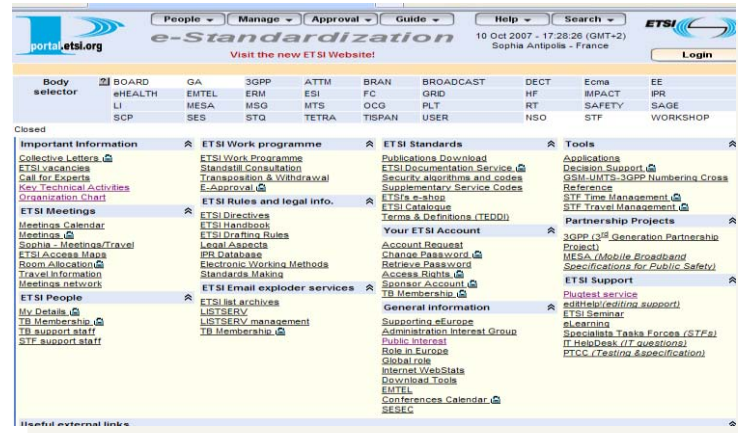 People Manage Approval Guide Help Search
portal.etsi.org
e-Standardization
10 Oct 2007 - 17:28:26 (GMT+2)
Sophia Antipolis - France
ETSI
Visit the new ETSI Website!
Login
Body selector
BOARD GA 3GPP ATTM BRAN BROADCAST DECT Ecma EE
eHEALTH EMTEL ERM ESI FC GRID HF IMPACT IPR
LI MESA MSG MTS OCG PLT RT SAFETY SAGE
SCP SES STQ TETRA TISPAN USER NSO STF WORKSHOP
Closed
Important Information
Collective Letters
ETSI vacancies
Call for Experts
Key Technical Activities
Organization Chart
ETSI Meetings
Meetings Calendar
Meetings
Sophia - Meetings/Travel
ETSI Access Maps
Room Allocation
Travel Information
Meetings network
ETSI People
My Details
TB Membership
TB support staff
STF support staff
ETSI Work programme
ETSI Work Programme
Standstill Consultation
Transposition & Withdrawal
E-Approval
ETSI Rules and legal info.
ETSI Directives
ETSI Handbook
ETSI Drafting Rules
Legal Aspects
IPR Database
Electronic Working Methods
Standards Making
ETSI Email exploder services
ETSI list archives
LISTSERV
LISTSERV management
TB Membership
ETSI Standards
Publications Download
ETSI Documentation Service
Security algorithms and codes
Supplementary Service Codes
ETSI's e-shop
ETSI Catalogue
Terms & Definitions (TEDDI)
Your ETSI Account
Account Request
Change Password
Retrieve Password
Access Rights
Sponsor Account
TB Membership
General information
Supporting eEurope
Administration Interest Group
Public Interest
Role in Europe
Global role
Internet WebStats
Download Tools
EMTEL
Conferences Calendar
SESEC
Tools
Applications
Decision Support
GSM-UMTS-3GPP Numbering Cross
Reference
STF Time Management
STF Travel Management
Partnership Projects
3GPP (3rd Generation Partnership
Project)
MESA (Mobile Broadband
Specifications for Public Safety)
ETSI Support
Plugtest service
editHelp!(editing support)
ETSI Seminar
eLearning
Specialists Tasks Forces (STFs)
IT HelpDesk (IT questions)
PTCC (Testing &specification)
Useful external links